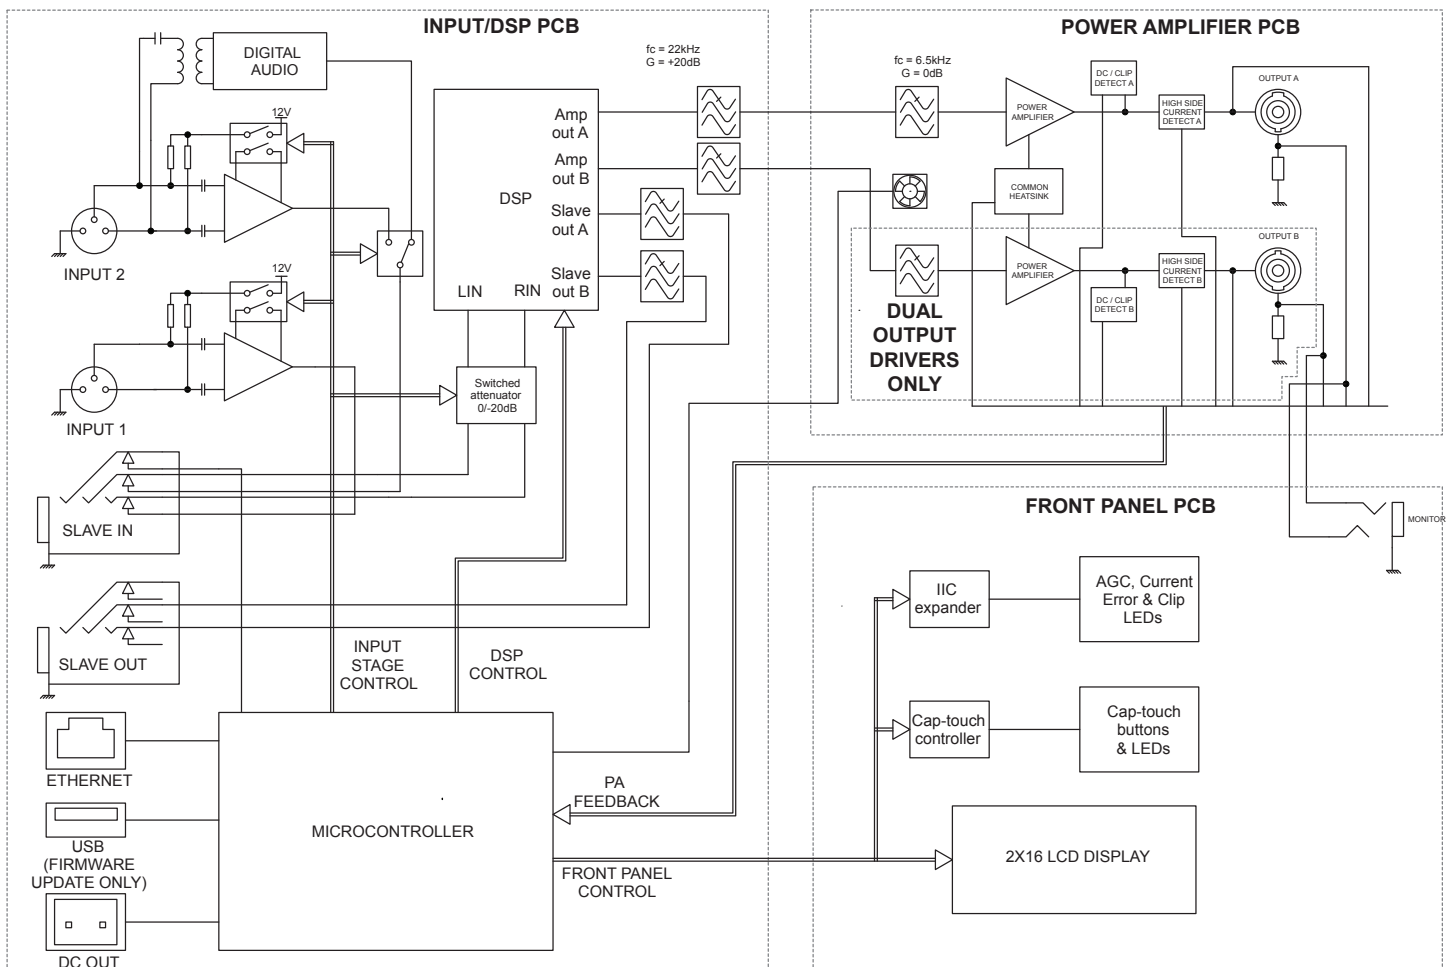 INPUT/DSP PCB
POWER AMPLIFIER PCB
DIGITAL
AUDIO
fc = 22kHz
G = +20dB
fc = 6.5kHz
G = 0dB
DC / CLIP
DETECT A
OUTPUT A
POWER
AMPLIFIER
HIGH SIDE
CURRENT
DETECT A
12V
Amp
out A
Amp
out B
DSP
Slave
out A
Slave
out B
LIN
RIN
COMMON
HEATSINK
INPUT 2
12V
POWER
AMPLIFIER
HIGH SIDE
CURRENT
DETECT B
OUTPUT B
DC / CLIP
DETECT B
DUAL
OUTPUT
DRIVERS
ONLY
Switched
attenuator
0/-20dB
INPUT 1
SLAVE IN
FRONT PANEL PCB
MONITOR
IIC
expander
AGC, Current
Error & Clip
LEDs
SLAVE OUT
INPUT
STAGE
CONTROL
DSP
CONTROL
Cap-touch
controller
Cap-touch
buttons
& LEDs
ETHERNET
PA
FEEDBACK
MICROCONTROLLER
USB
(FIRMWARE
UPDATE ONLY)
2X16 LCD DISPLAY
FRONT PANEL
CONTROL
DC OUT